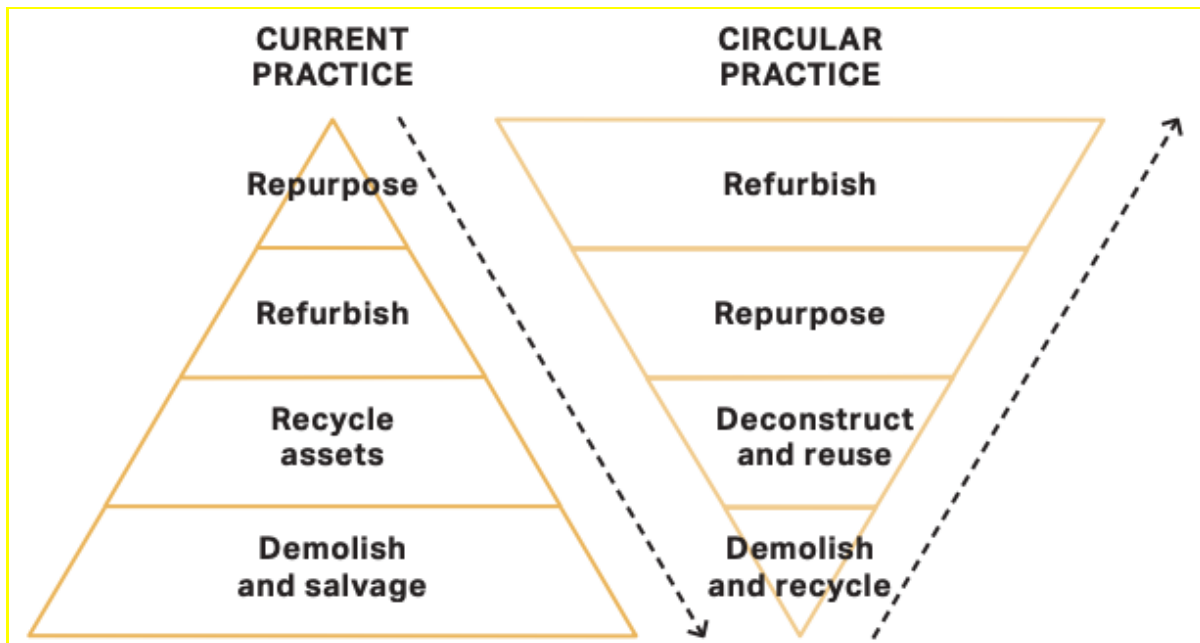 CURRENT
PRACTICE
Repurpose
Refurbish
Recycle
assets
Demolish
and salvage
CIRCULAR
PRACTICE
Refurbish
Repurpose
Deconstruct
and reuse
Demolish
and recycle